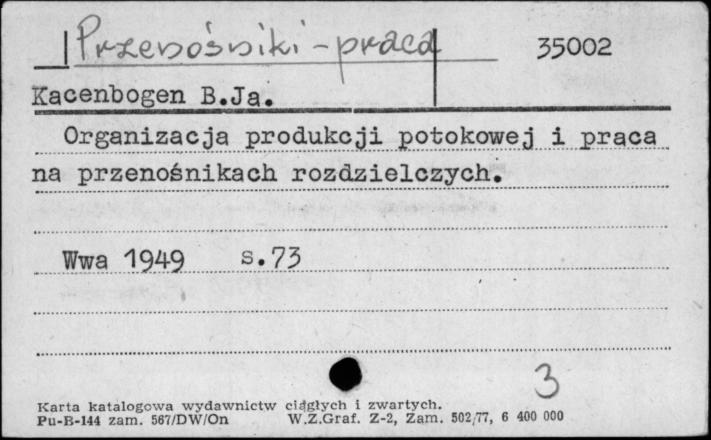 Przenośniki - praca 35002
Kacenbogen B.Ja.
Organizacja produkcji potokowej i praca
na przenośnikach rozdzielczych.
Wwa 1949 s.73
3
Karta katalogowa wydawnictw ciągłych i zwartych.
Pu-B-144 zam. 567/DW/On W.Z.Graf. Z-2, Zam. 502/77, 6 400 000